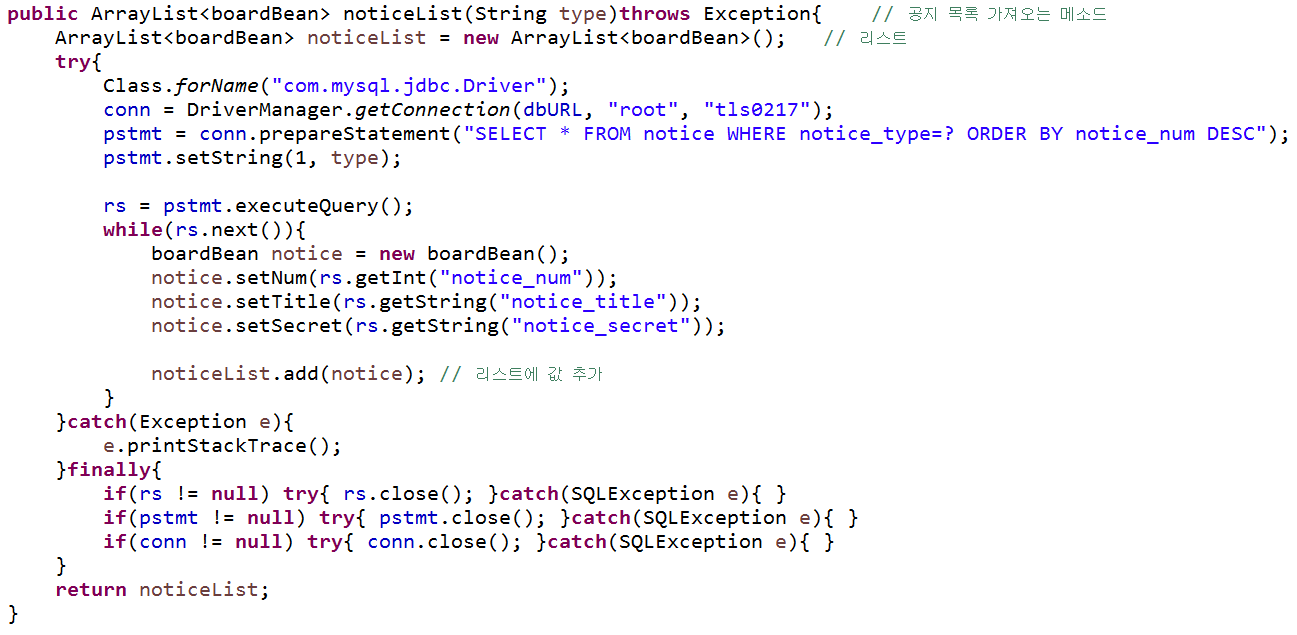 public ArrayList<boardBean> noticeList(String type)throws Exception{    // 공지 목록 가져오는 메소드
    ArrayList<boardBean> noticeList = new ArrayList<boardBean>();   // 리스트
    try{
        Class.forName("com.mysql.jdbc.Driver");
        conn = DriverManager.getConnection(dbURL, "root", "tls0217");
        pstmt = conn.prepareStatement("SELECT * FROM notice WHERE notice_type=? ORDER BY notice_num DESC");
        pstmt.setString(1, type);

        rs = pstmt.executeQuery();
        while(rs.next()){
            boardBean notice = new boardBean();
            notice.setNum(rs.getInt("notice_num"));
            notice.setTitle(rs.getString("notice_title"));
            notice.setSecret(rs.getString("notice_secret"));

            noticeList.add(notice); // 리스트에 값 추가
        }
    }catch(Exception e){
        e.printStackTrace();
    }finally{
        if(rs != null) try{ rs.close(); }catch(SQLException e){ }
        if(pstmt != null) try{ pstmt.close(); }catch(SQLException e){ }
        if(conn != null) try{ conn.close(); }catch(SQLException e){ }
    }
    return noticeList;
}